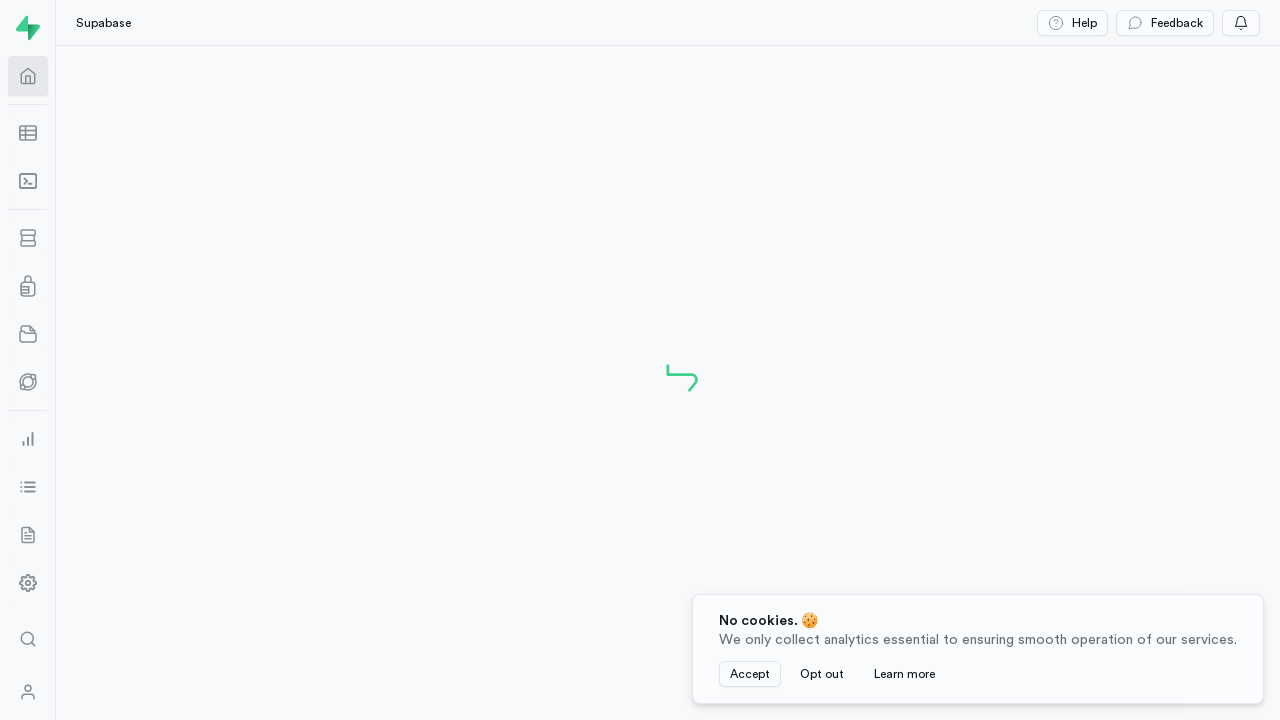 Supabase
Help
Feedback
No cookies. 🍪
We only collect analytics essential to ensuring smooth operation of our services.
Accept
Opt out
Learn more